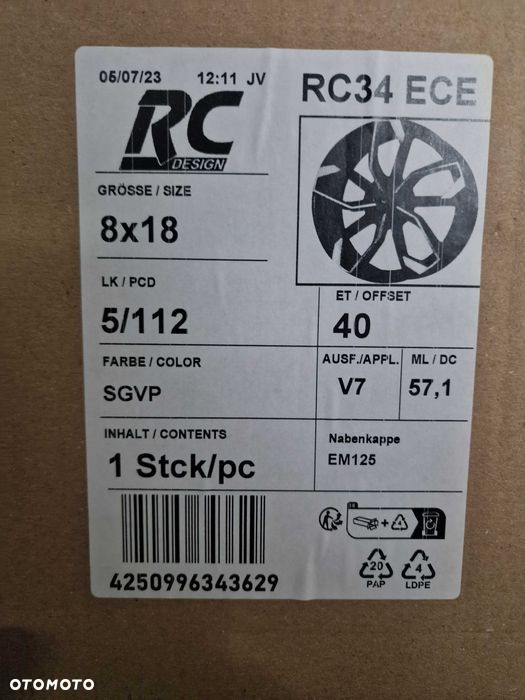 05/07/23 12:11 JV
RC
DESIGN
RC34 ECE
GRÖSSE / SIZE
8x18
LK / PCD
5/112
ET / OFFSET
40
FARBE / COLOR
SGVP
AUSF./APPL.
V7
ML / DC
57,1
INHALT / CONTENTS
1 Stck/pc
Nabenkappe
EM125
4250996343629
20
PAP
4
LDPE
OTOMOTO